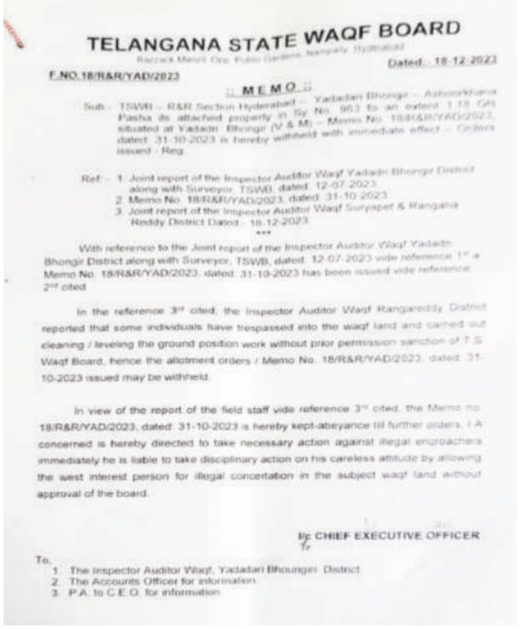 TELANGANA STATE WAQF BOARD
Razzack Manzil, Opp. Public Gardens, Nampally, Hyderabad
Dated:- 18-12-2023
F.NO.18/R&R/YAD/2023
:: M E M O ::
Sub:- TSWB – R&R Section Hyderabad – Yadadari Bhongir – Ashoorkhana
Pasha its attached property in Sy No. 963 to an extent 1.18 Gts
situated at Yadadri Bhongir (V & M) – Memo No. 18/R&R/YAD/2023,
dated: 31-10-2023 is hereby withheld with immediate effect – Orders
issued - Reg.
Ref:- 1. Joint report of the Inspector Auditor Waqf Yadadri Bhongir District
along with Surveyor, TSWB, dated: 12-07-2023.
2. Memo No. 18/R&R/YAD/2023, dated: 31-10-2023
3. Joint report of the Inspector Auditor Waqf Suryapet & Rangana
Reddy District Dated:- 18-12-2023.
***
With reference to the Joint report of the Inspector Auditor Waqf Yadadri
Bhongir District along with Surveyor, TSWB, dated: 12-07-2023 vide reference 1st a
Memo No. 18/R&R/YAD/2023, dated: 31-10-2023 has been issued vide reference
2nd cited.
In the reference 3rd cited, the Inspector Auditor Waqf Rangareddy District
reported that some individuals have trespassed into the waqf land and carried out
cleaning / leveling the ground position work without prior permission sanction of T.S
Waqf Board, hence the allotment orders / Memo No. 18/R&R/YAD/2023, dated: 31-
10-2023 issued may be withheld.
In view of the report of the field staff vide reference 3rd cited, the Memo no
18/R&R/YAD/2023, dated: 31-10-2023 is hereby kept-abeyance till further orders, I A
concerned is hereby directed to take necessary action against illegal encroachers
immediately he is liable to take disciplinary action on his careless attitude by allowing
the west interest person for illegal concertation in the subject waqf land without
approval of the board.
CHIEF EXECUTIVE OFFICER
To,
1. The Inspector Auditor Waqf, Yadadari Bhoungiri District.
2. The Accounts Officer for information
3. P.A. to C.E.O. for information.